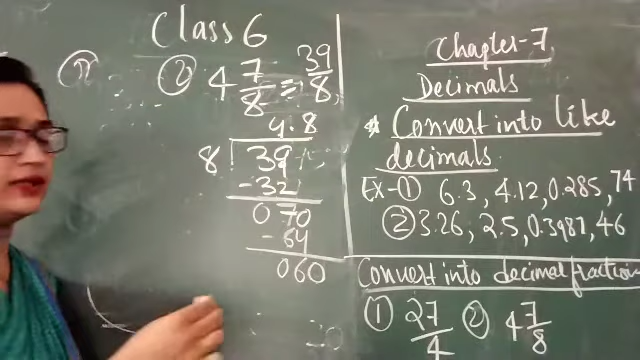 Class 6
② 4 7/8 = 39/8
4.8
8 39
-32
070
-64
060
Chapter-7
Decimals
* Convert into like
decimals
Ex-① 6.3, 4.12, 0.285, 74
② 3.26, 2.5, 0.3987, 46
Convert into decimal fraction
① 27/4 ② 4 7/8